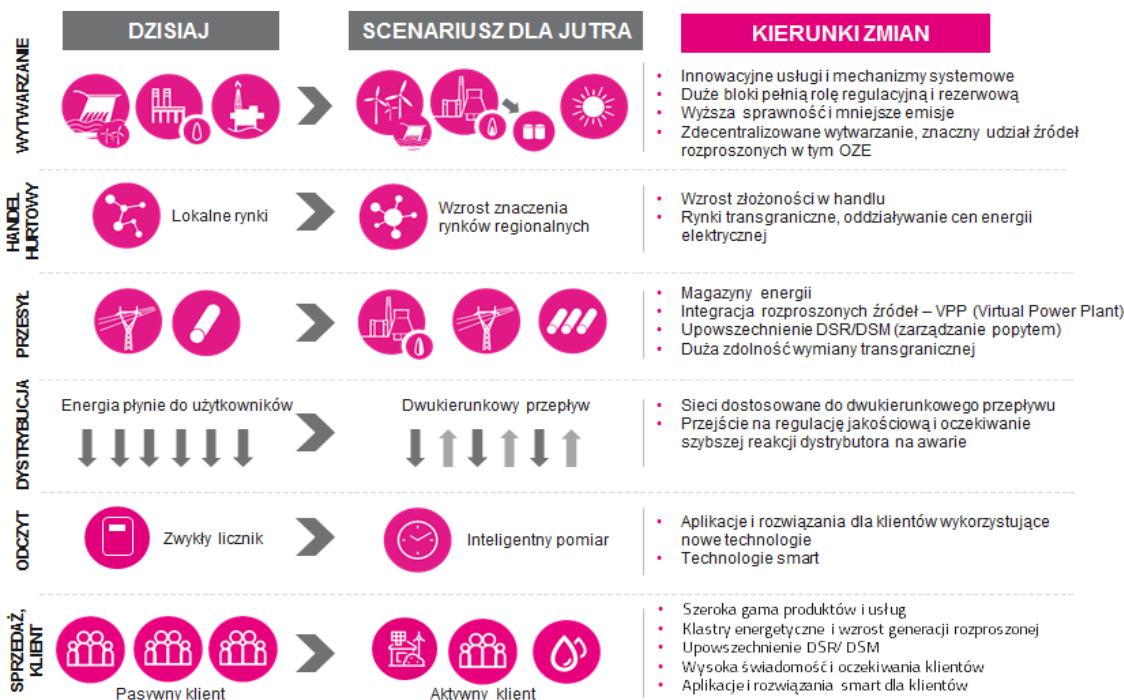 DZISIAJ
SCENARIUSZ DLA JUTRA
KIERUNKI ZMIAN
WYTWARZANIE
• Innowacyjne usługi i mechanizmy systemowe
• Duże bloki pełnią rolę regulacyjną i rezerwową
• Wyższa sprawność i mniejsze emisje
• Zdecentralizowane wytwarzanie, znaczny udział źródeł
rozproszonych w tym OZE
HANDEL
HURTOWY
Lokalne rynki
Wzrost znaczenia
rynków regionalnych
• Wzrost złożoności w handlu
• Rynki transgraniczne, oddziaływanie cen energii
elektrycznej
PRZESYŁ
• Magazyny energii
• Integracja rozproszonych źródeł – VPP (Virtual Power Plant)
• Upowszechnienie DSR/DSM (zarządzanie popytem)
• Duża zdolność wymiany transgranicznej
DYSTRYBUCJA
Energia płynie do użytkowników
Dwukierunkowy przepływ
• Sieci dostosowane do dwukierunkowego przepływu
• Przejście na regulację jakościową i oczekiwanie
szybszej reakcji dystrybutora na awarie
ODCZYT
Zwykły licznik
Inteligentny pomiar
• Aplikacje i rozwiązania dla klientów wykorzystujące
nowe technologie
• Technologie smart
SPRZEDAŻ,
KLIENT
Pasywny klient
Aktywny klient
• Szeroka gama produktów i usług
• Klastry energetyczne i wzrost generacji rozproszonej
• Upowszechnienie DSR/ DSM
• Wysoka świadomość i oczekiwania klientów
• Aplikacje i rozwiązania smart dla klientów